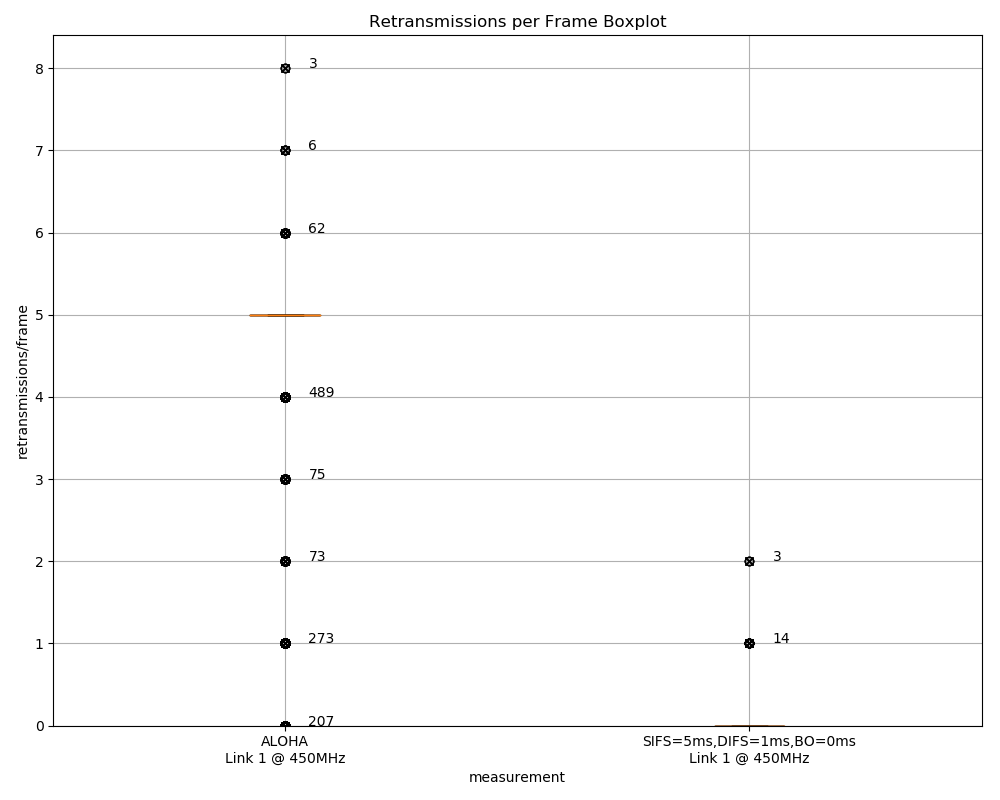 Retransmissions per Frame Boxplot
retransmissions/frame
8
7
6
5
4
3
2
1
0
3
6
62
489
75
73
273
207
3
14
ALOHA
Link 1 @ 450MHz
SIFS=5ms,DIFS=1ms,BO=0ms
Link 1 @ 450MHz
measurement